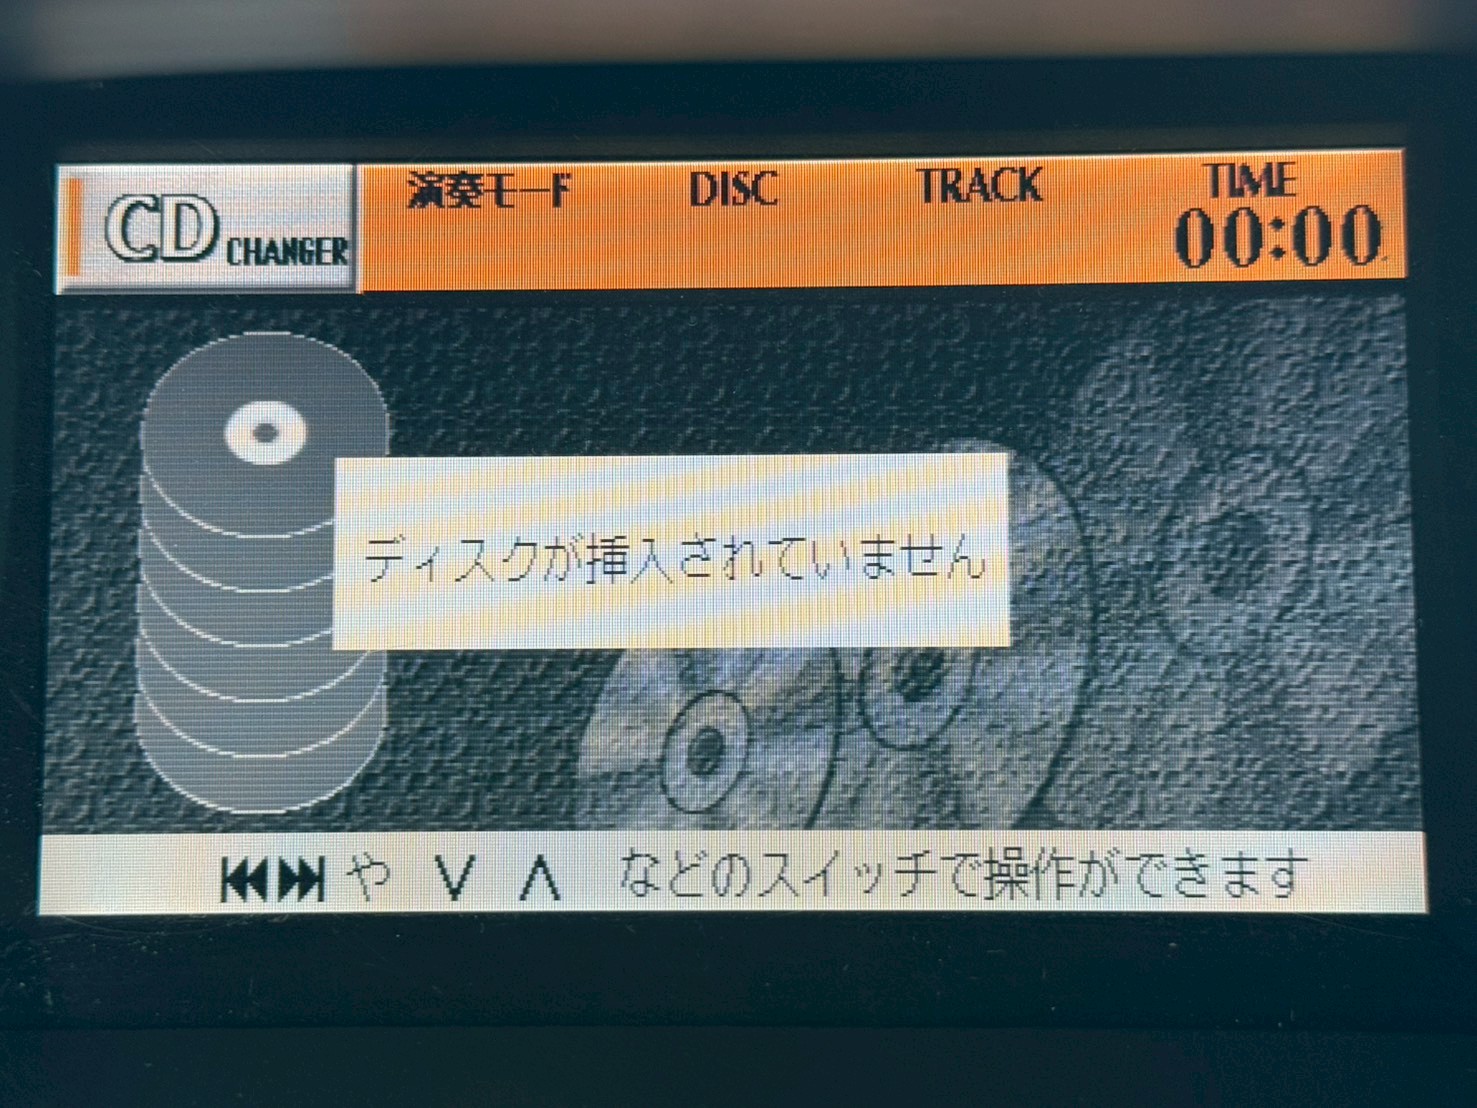 CD CHANGER
演奏モード DISC TRACK TIME
00:00
ディスクが挿入されていません
⏮⏭ や ∨ ∧ などのスイッチで操作ができます